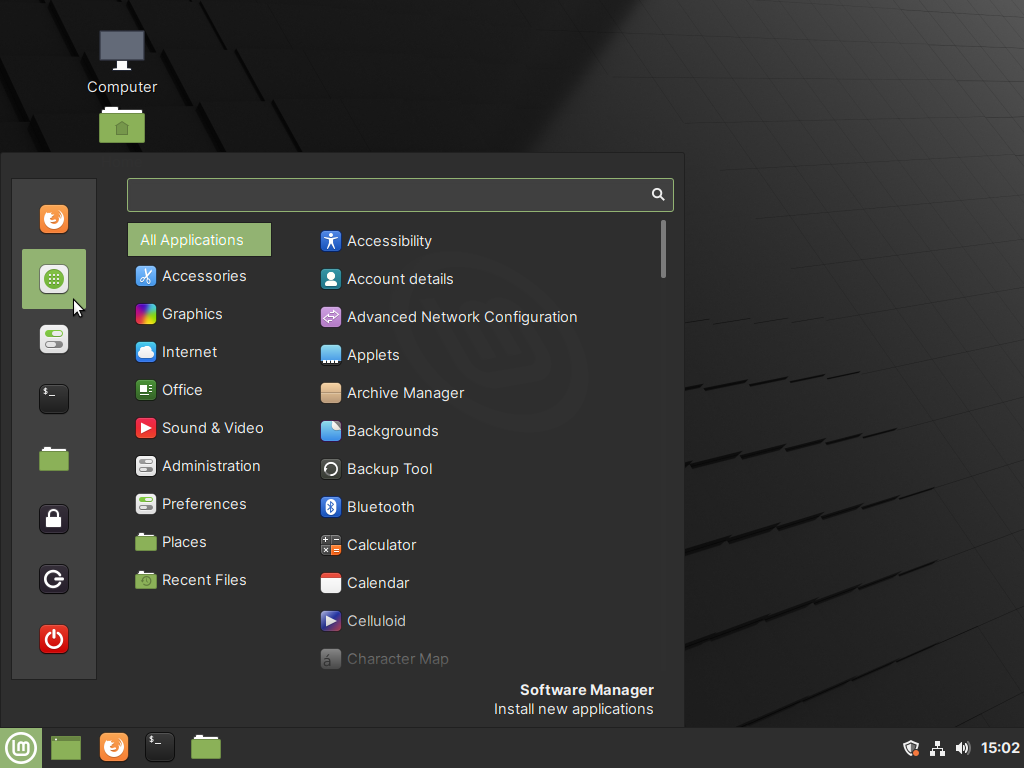 Computer
All Applications
Accessories
Graphics
Internet
Office
Sound & Video
Administration
Preferences
Places
Recent Files
Accessibility
Account details
Advanced Network Configuration
Applets
Archive Manager
Backgrounds
Backup Tool
Bluetooth
Calculator
Calendar
Celluloid
Character Map
Software Manager
Install new applications
15:02